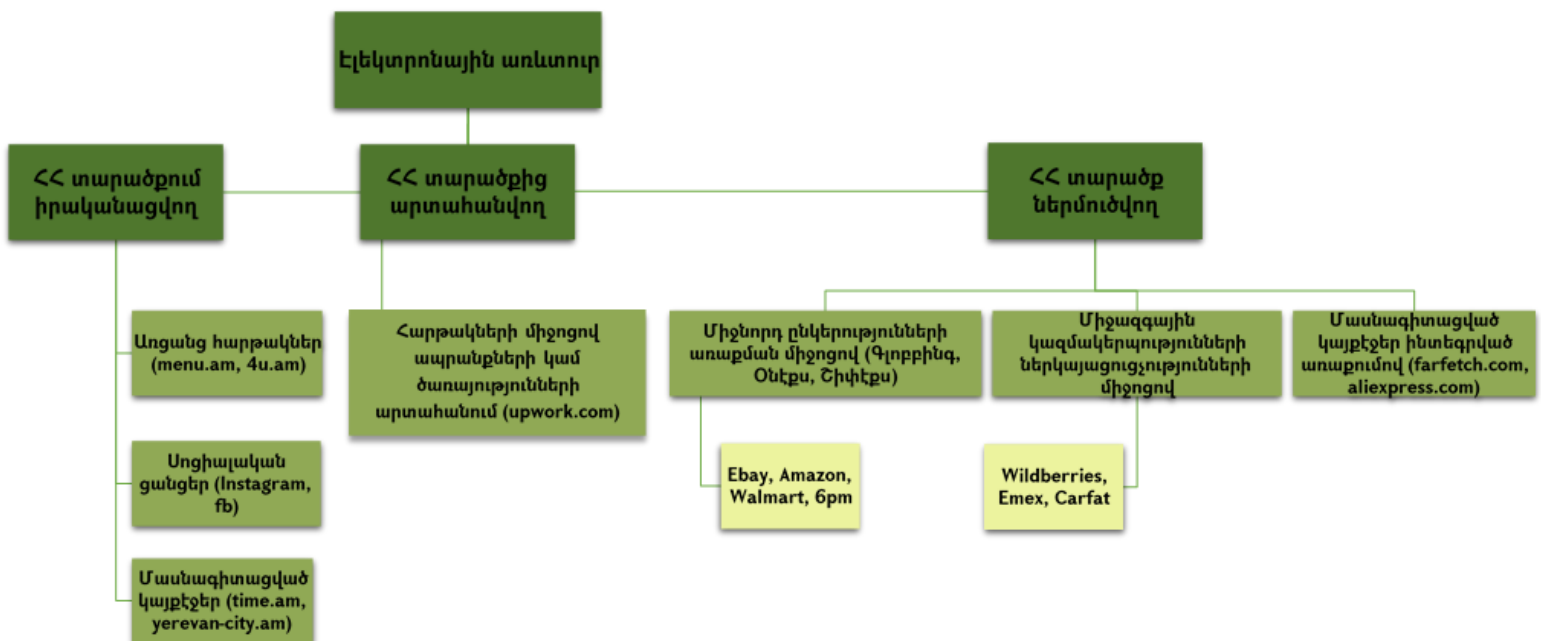 Էլեկտրոնային առևտուր
ՀՀ տարածքում
իրականացվող
ՀՀ տարածքից
արտահանվող
ՀՀ տարածք
ներմուծվող
Առցանց հարթակներ
(menu.am, 4u.am)
Սոցիալական
ցանցեր (Instagram,
fb)
Մասնագիտացված
կայքէջեր (time.am,
yerevan-city.am)
Հարթակների միջոցով
ապրանքների կամ
ծառայությունների
արտահանում (upwork.com)
Միջնորդ ընկերությունների
առաքման միջոցով (Գլոբբինգ,
Օնէքս, Շիփէքս)
Ebay, Amazon,
Walmart, 6pm
Միջազգային
կազմակերպությունների
ներկայացուցչությունների
միջոցով
Wildberries,
Emex, Carfat
Մասնագիտացված
կայքէջեր ինտեգրված
առաքումով (farfetch.com,
aliexpress.com)